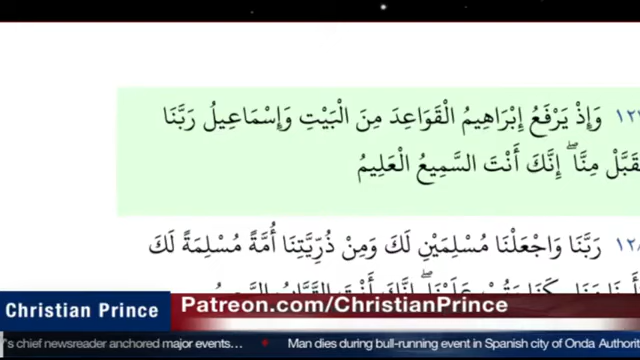 وَإِذْ يَرْفَعُ إِبْرَاهِيمُ الْقَوَاعِدَ مِنَ الْبَيْتِ وَإِسْمَاعِيلُ رَبَّنَا
مِنَّا ۖ إِنَّكَ أَنْتَ السَّمِيعُ الْعَلِيمُ
رَبَّنَا وَاجْعَلْنَا مُسْلِمَيْنِ لَكَ وَمِنْ ذُرِّيَّتِنَا أُمَّةً مُسْلِمَةً لَكَ
Christian Prince
Patreon.com/ChristianPrince
's chief newsreader anchored major events... Man dies during bull-running event in Spanish city of Onda Authorit